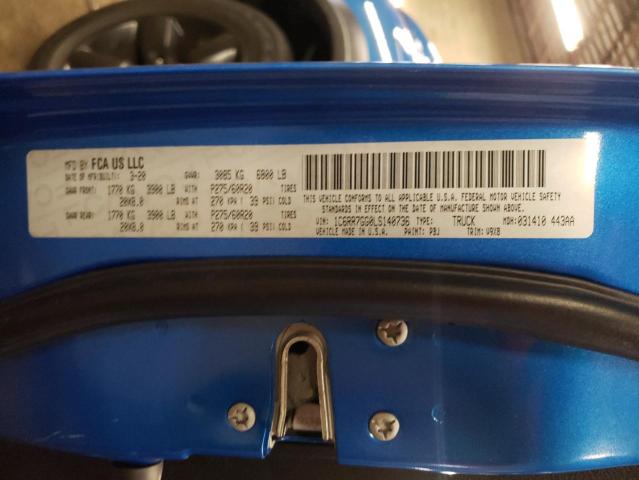 MFD BY FCA US LLC
DATE OF MFR(BUILT): 3-20 GVWR: 3085 KG 6800 LB
GAWR FRONT: 1770 KG 3900 LB WITH P275/60R20 TIRES
20X8.0 RIMS AT 270 KPA ( 39 PSI) COLD
GAWR REAR: 1770 KG 3900 LB WITH P275/60R20 TIRES
20X8.0 RIMS AT 270 KPA ( 39 PSI) COLD
THIS VEHICLE CONFORMS TO ALL APPLICABLE U.S.A. FEDERAL MOTOR VEHICLE SAFETY
STANDARDS IN EFFECT ON THE DATE OF MANUFACTURE SHOWN ABOVE.
VIN: 1C6RR7GG0LS140736 TYPE: TRUCK MDH: 031410 443AA
VEHICLE MADE IN U.S.A. PAINT: PBJ TRIM: V9X8